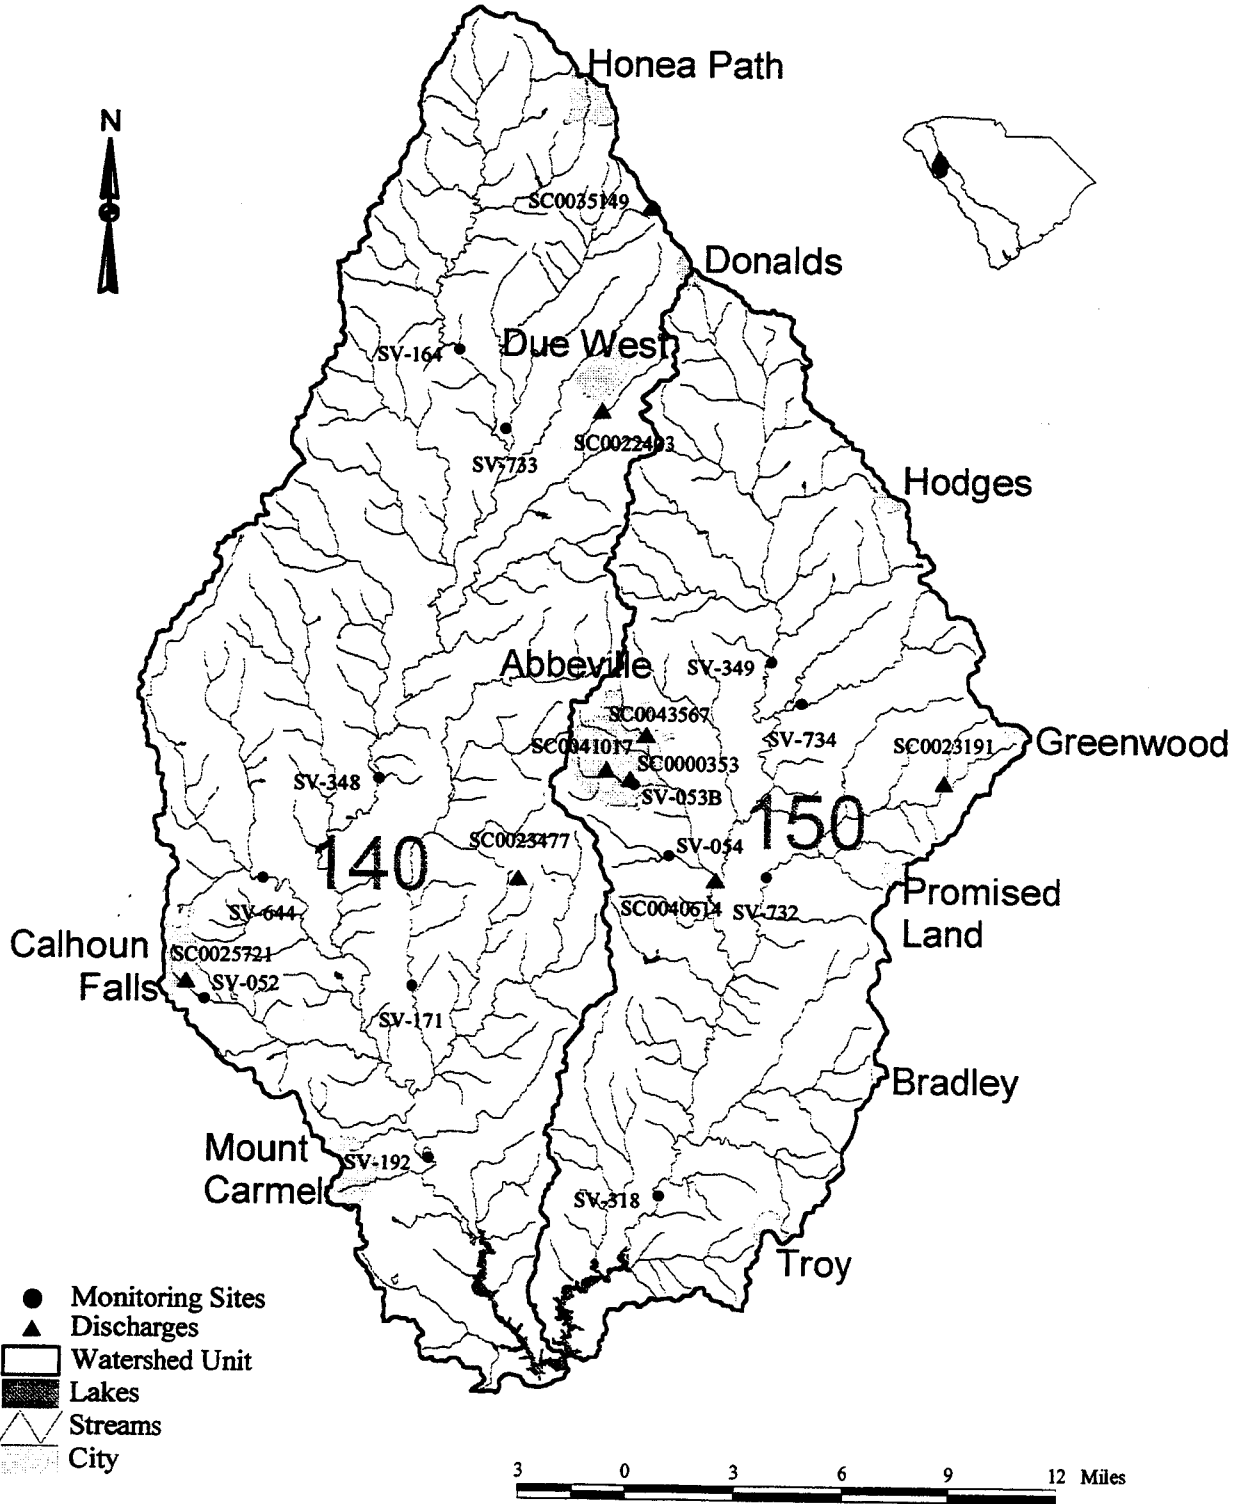 Honea Path
N
SC0035149
Donalds
Due West
SV-164
SC0022403
SV-733
Hodges
Abbeville
SV-349
SC0043567
SV-734
SC0041017
SC0023191
Greenwood
SC0000353
SV-348
SV-053B
150
SC0023477
SV-054
140
Promised
Land
SC0040614
SV-732
SV-644
Calhoun
Falls
SC0025721
SV-052
SV-171
Bradley
Mount
Carmel
SV-192
SV-318
Troy
Monitoring Sites
Discharges
Watershed Unit
Lakes
Streams
City
3 0 3 6 9 12 Miles